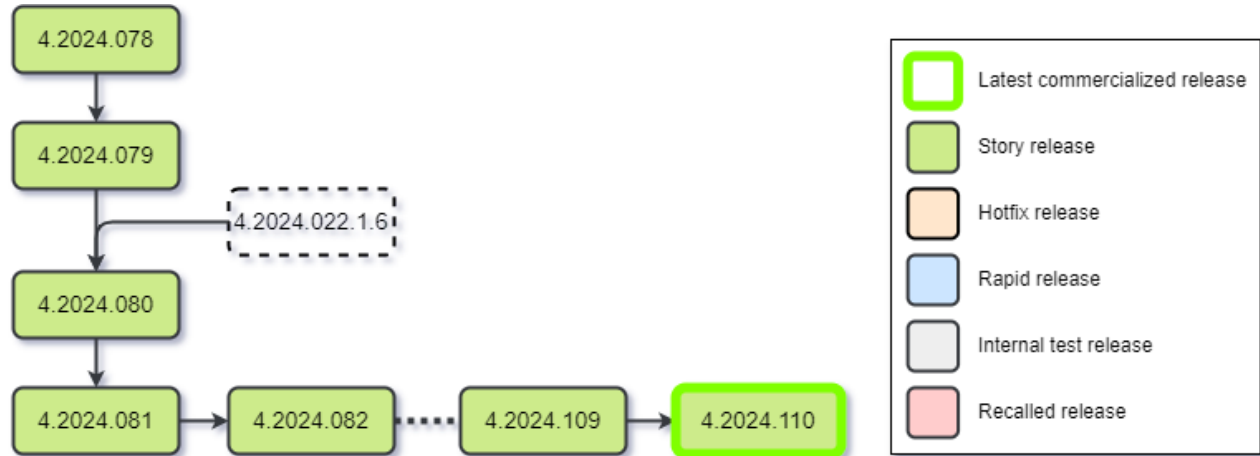 4.2024.078
4.2024.079
4.2024.022.1.6
4.2024.080
4.2024.081
4.2024.082
4.2024.109
4.2024.110
Latest commercialized release
Story release
Hotfix release
Rapid release
Internal test release
Recalled release